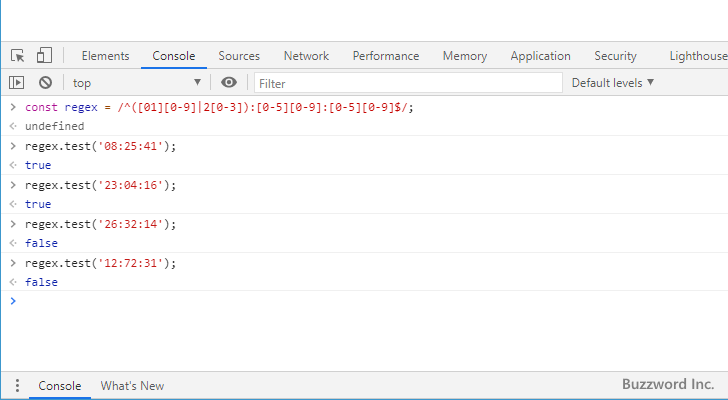 Elements Console Sources Network Performance Memory Application Security Lighthouse
top Filter Default levels
const regex = /^([01][0-9]|2[0-3]):[0-5][0-9]:[0-5][0-9]$/;
undefined
regex.test('08:25:41');
true
regex.test('23:04:16');
true
regex.test('26:32:14');
false
regex.test('12:72:31');
false
Console What's New
Buzzword Inc.